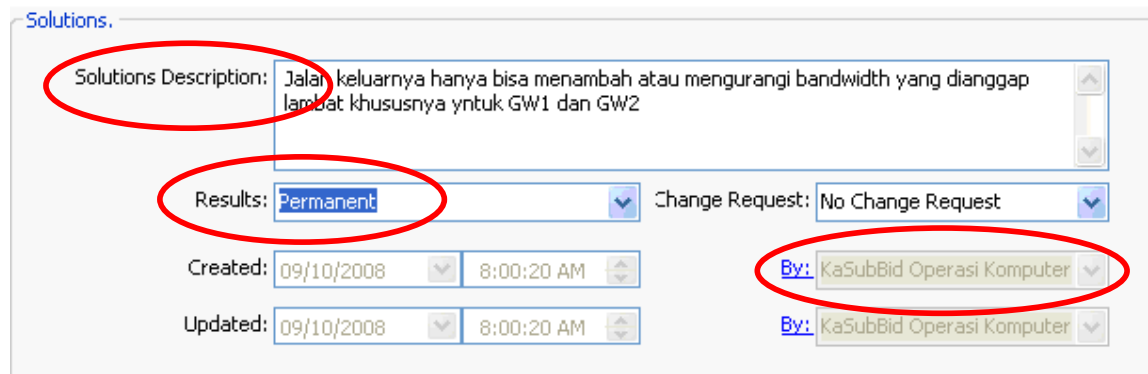 Solutions.
Solutions Description: Jalan keluarnya hanya bisa menambah atau mengurangi bandwidth yang dianggap
lambat khususnya yntuk GW1 dan GW2
Results: Permanent Change Request: No Change Request
Created: 09/10/2008 8:00:20 AM By: KaSubBid Operasi Komputer
Updated: 09/10/2008 8:00:20 AM By: KaSubBid Operasi Komputer